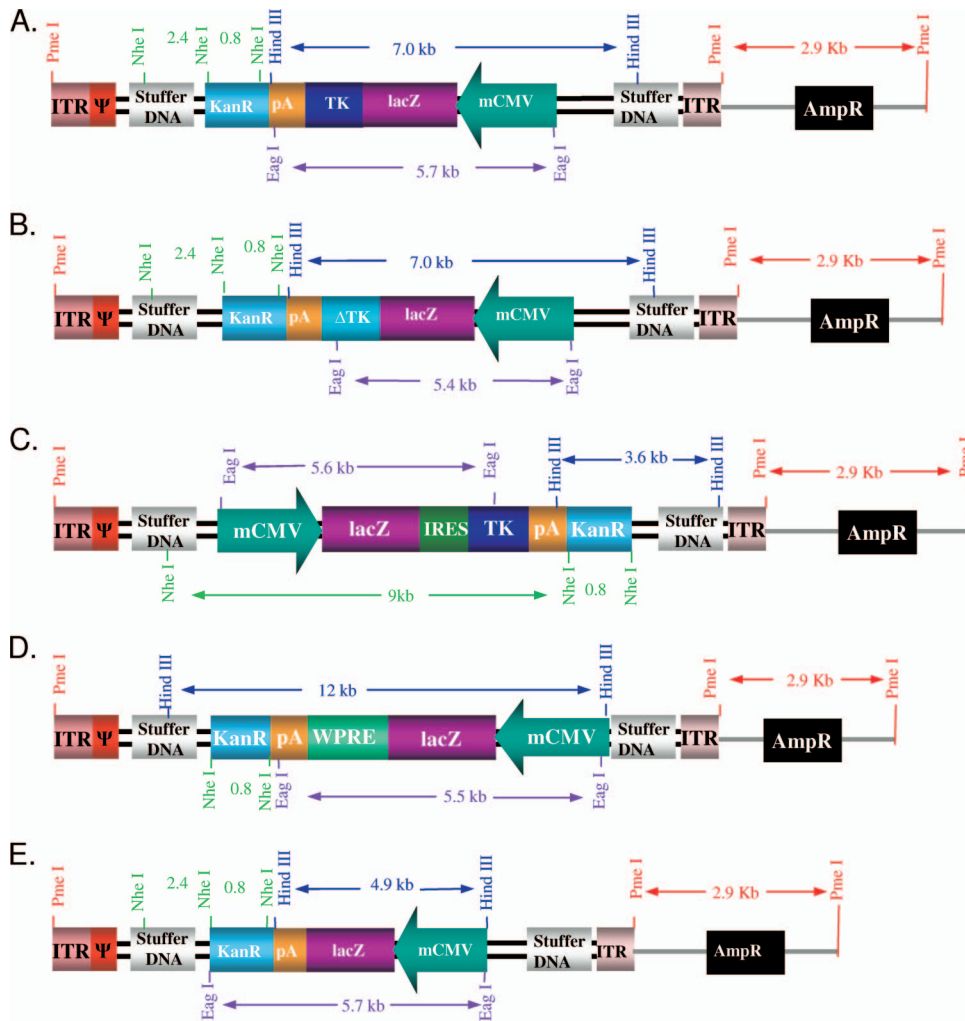 A.
Pme I
Nhe I
2.4
Nhe I
0.8
Nhe I
Hind III
7.0 kb
Hind III
Pme I
2.9 Kb
Pme I
ITR
Ψ
Stuffer
DNA
KanR
pA
TK
lacZ
mCMV
Stuffer
DNA
ITR
AmpR
Eag I
5.7 kb
Eag I
B.
Pme I
Nhe I
2.4
Nhe I
0.8
Nhe I
Hind III
7.0 kb
Hind III
Pme I
2.9 Kb
Pme I
ITR
Ψ
Stuffer
DNA
KanR
pA
ΔTK
lacZ
mCMV
Stuffer
DNA
ITR
AmpR
Eag I
5.4 kb
Eag I
C.
Pme I
Eag I
5.6 kb
Eag I
Hind III
3.6 kb
Hind III
Pme I
2.9 Kb
Pme I
ITR
Ψ
Stuffer
DNA
mCMV
lacZ
IRES
TK
pA
KanR
Stuffer
DNA
ITR
AmpR
Nhe I
9kb
Nhe I
0.8
Nhe I
D.
Pme I
Hind III
12 kb
Hind III
Pme I
2.9 Kb
Pme I
ITR
Ψ
Stuffer
DNA
KanR
pA
WPRE
lacZ
mCMV
Stuffer
DNA
ITR
AmpR
Nhe I
0.8
Nhe I
Eag I
5.5 kb
Eag I
E.
Pme I
Nhe I
2.4
Nhe I
0.8
Nhe I
Hind III
4.9 kb
Hind III
Pme I
2.9 Kb
Pme I
ITR
Ψ
Stuffer
DNA
KanR
pA
lacZ
mCMV
Stuffer
DNA
ITR
AmpR
Eag I
5.7 kb
Eag I